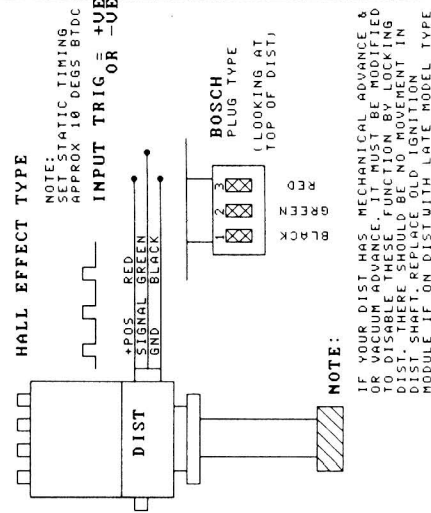 HALL EFFECT TYPE
NOTE:
SET STATIC TIMING
APPROX 10 DEGS BTDC
INPUT TRIG = +VE
OR -VE
+POS RED
SIGNAL GREEN
GND BLACK
DIST
BOSCH
PLUG TYPE
(LOOKING AT
TOP OF DIST)
1 2 3
BLACK
GREEN
RED
NOTE:
IF YOUR DIST HAS MECHANICAL ADVANCE &
OR VACUUM ADVANCE. IT MUST BE MODIFIED
TO DISABLE THESE FUNCTION BY LOCKING
DIST. THERE SHOULD BE NO MOVEMENT IN
DIST SHAFT. REPLACE OLD IGNITION
MODULE IF ON DIST WITH LATE MODEL TYPE